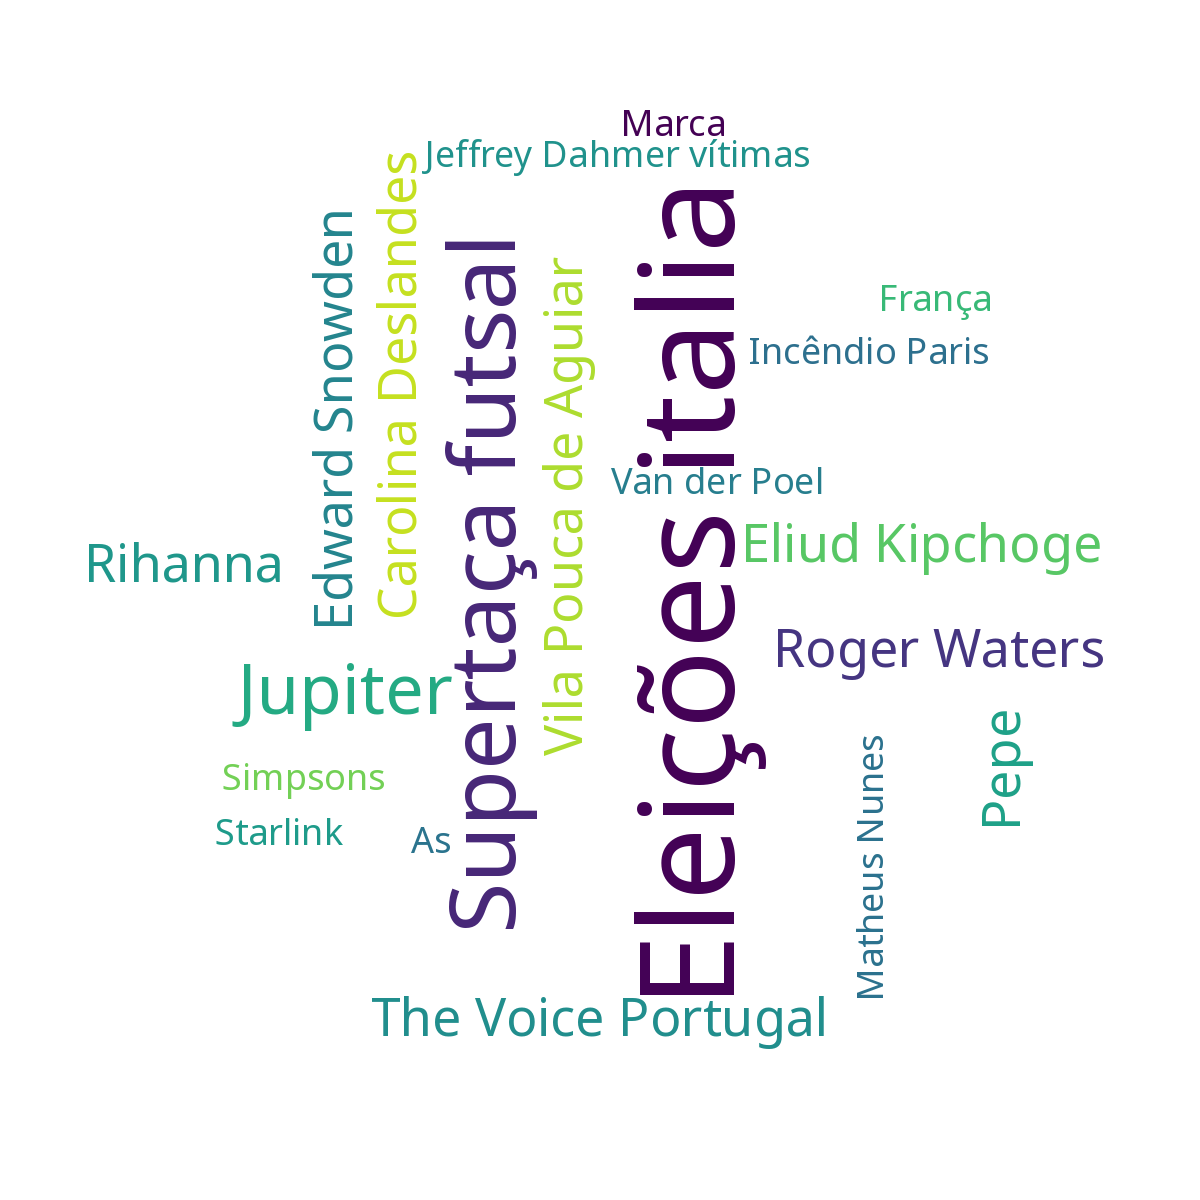 Marca
Jeffrey Dahmer vítimas
Eleições italia
Supertaça futsal
Carolina Deslandes
Edward Snowden
Vila Pouca de Aguiar
França
Incêndio Paris
Van der Poel
Eliud Kipchoge
Rihanna
Roger Waters
Jupiter
Pepe
Matheus Nunes
Simpsons
Starlink
As
The Voice Portugal